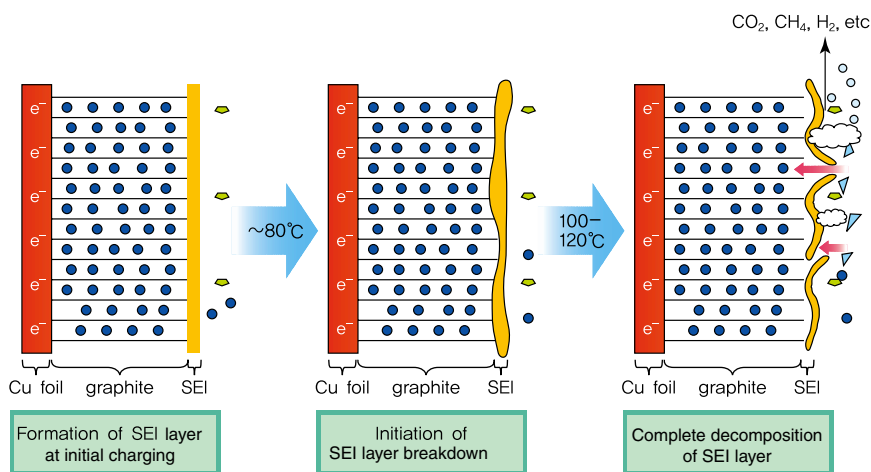 CO₂, CH₄, H₂, etc
e⁻
e⁻
e⁻
e⁻
e⁻
e⁻
e⁻
~80℃
e⁻
e⁻
e⁻
e⁻
e⁻
e⁻
e⁻
100–
120℃
e⁻
e⁻
e⁻
e⁻
e⁻
e⁻
e⁻
Cu foil graphite SEI
Cu foil graphite SEI
Cu foil graphite SEI
Formation of SEI layer
at initial charging
Initiation of
SEI layer breakdown
Complete decomposition
of SEI layer